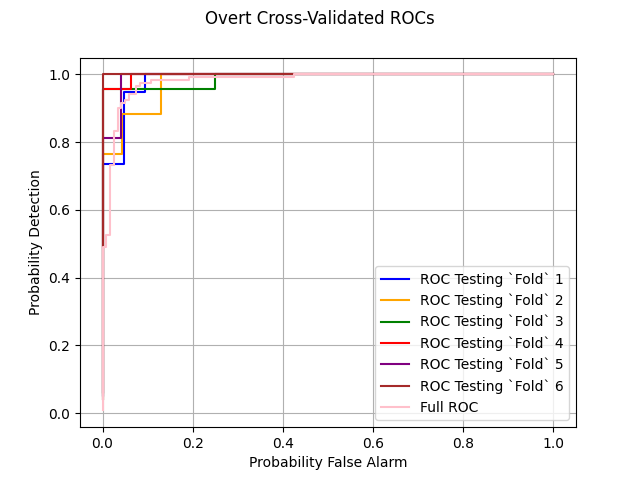 Overt Cross-Validated ROCs
Probability Detection
1.0
0.8
0.6
0.4
0.2
0.0
0.0 0.2 0.4 0.6 0.8 1.0
Probability False Alarm
ROC Testing `Fold` 1
ROC Testing `Fold` 2
ROC Testing `Fold` 3
ROC Testing `Fold` 4
ROC Testing `Fold` 5
ROC Testing `Fold` 6
Full ROC